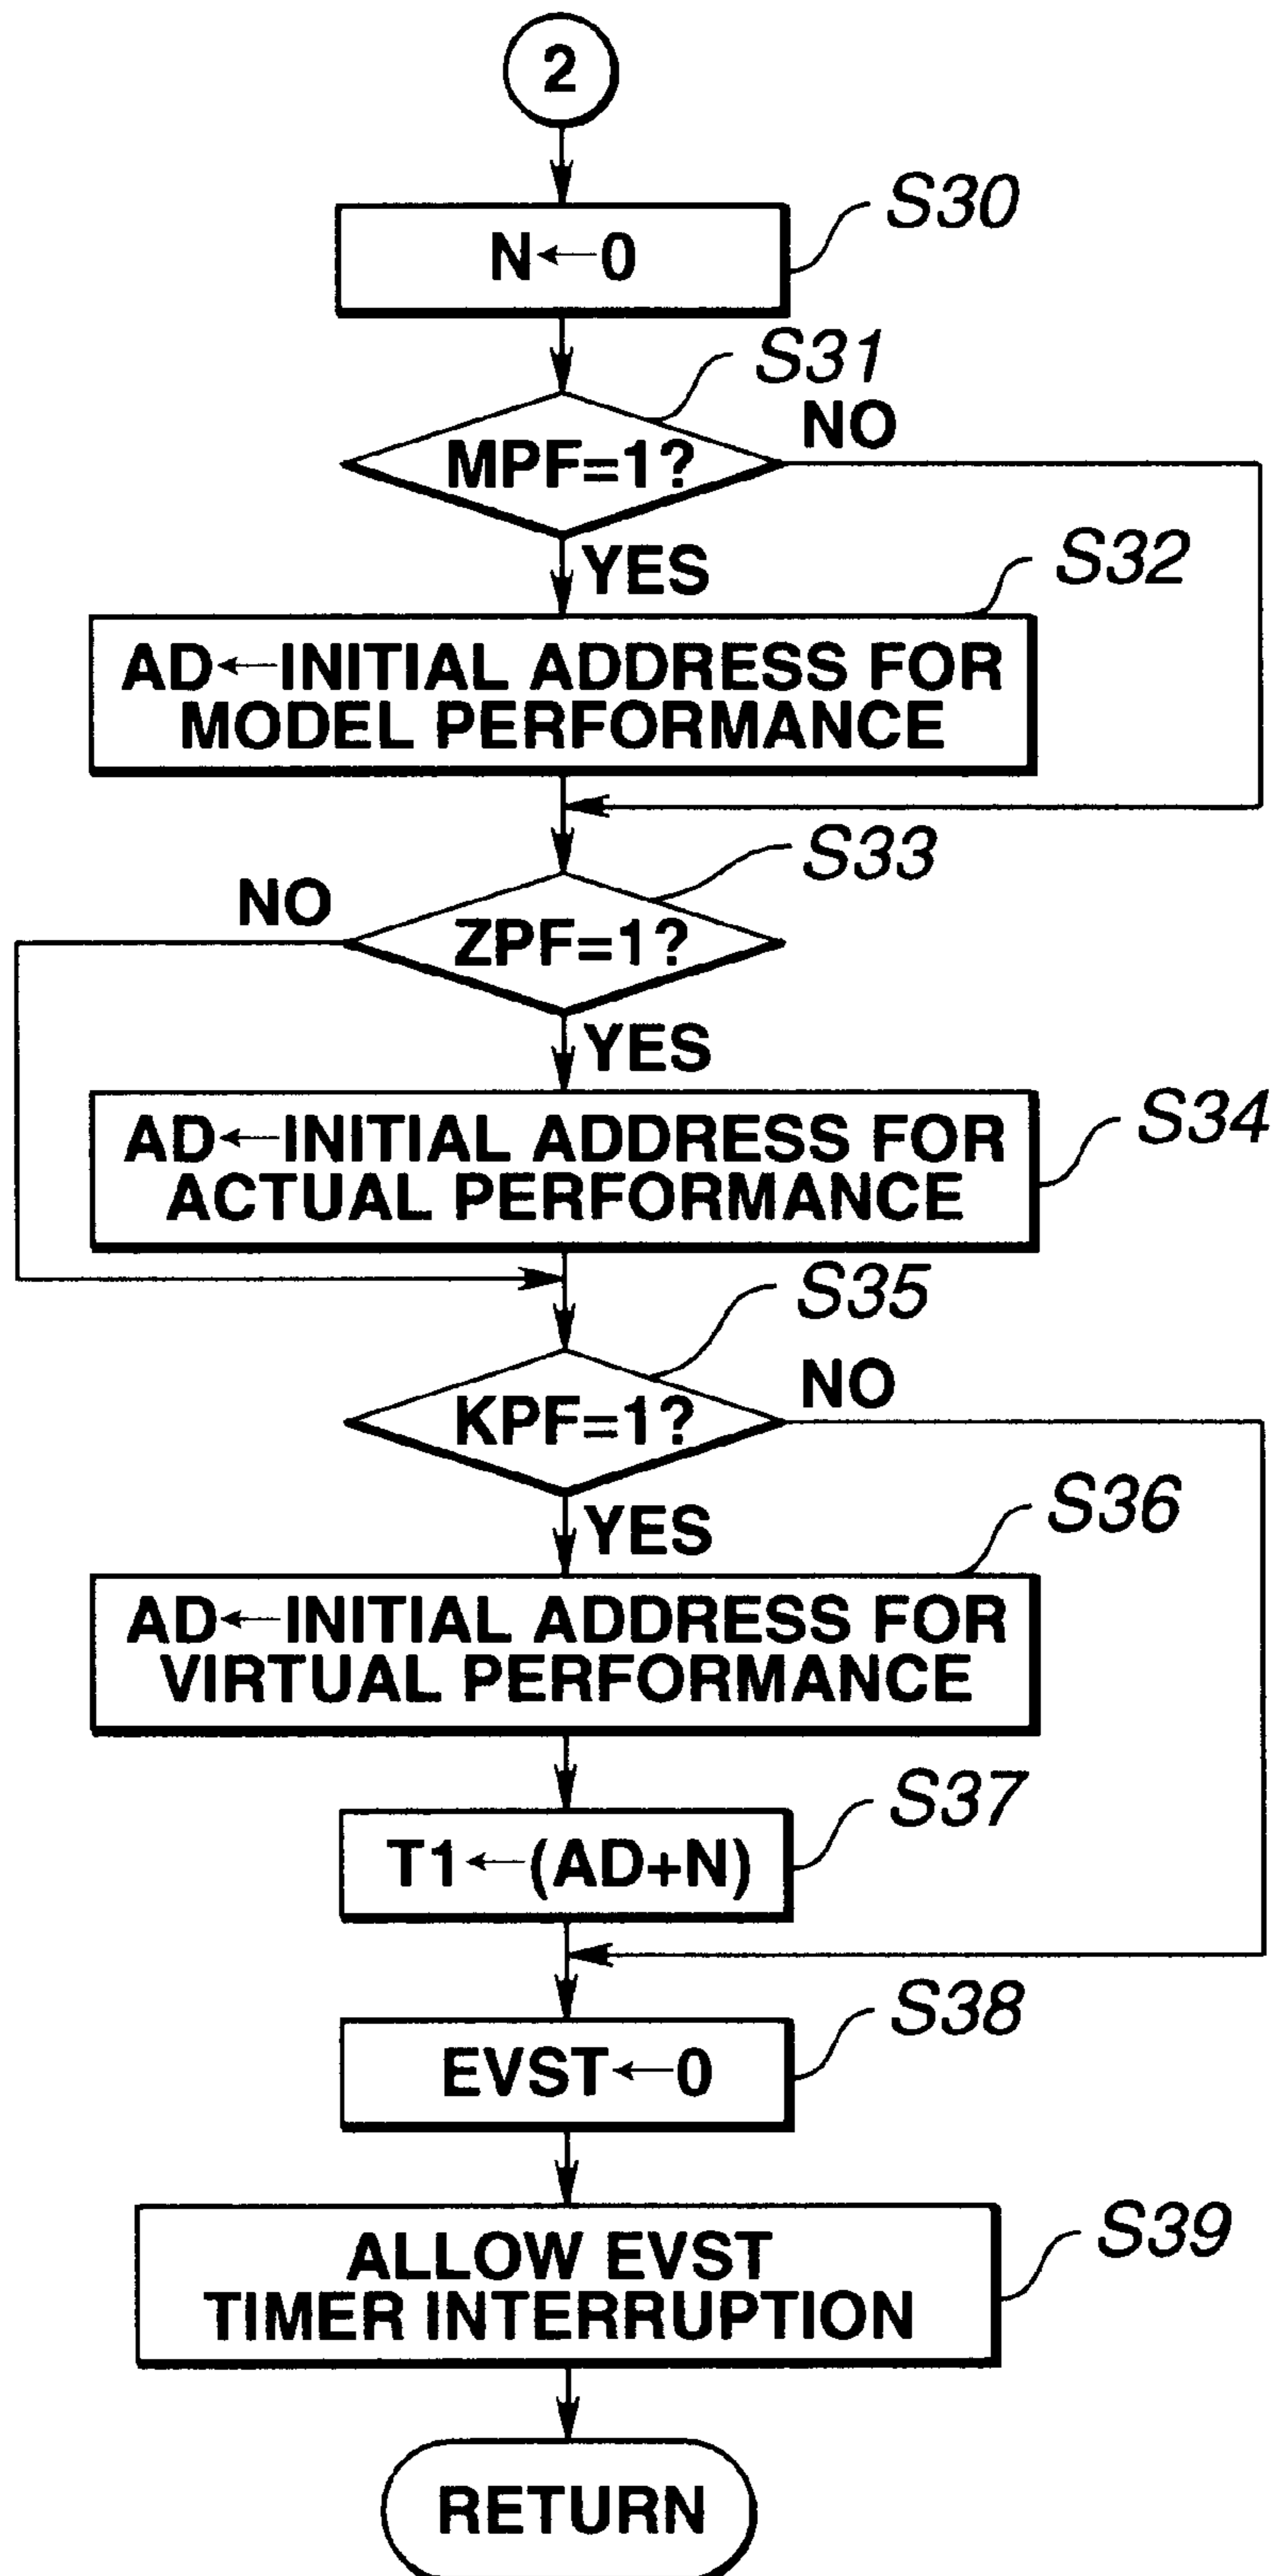 2
S30
N←0
S31
MPF=1?
NO
YES
S32
AD←INITIAL ADDRESS FOR
MODEL PERFORMANCE
S33
NO
ZPF=1?
YES
S34
AD←INITIAL ADDRESS FOR
ACTUAL PERFORMANCE
S35
KPF=1?
NO
YES
S36
AD←INITIAL ADDRESS FOR
VIRTUAL PERFORMANCE
S37
T1←(AD+N)
S38
EVST←0
S39
ALLOW EVST
TIMER INTERRUPTION
RETURN